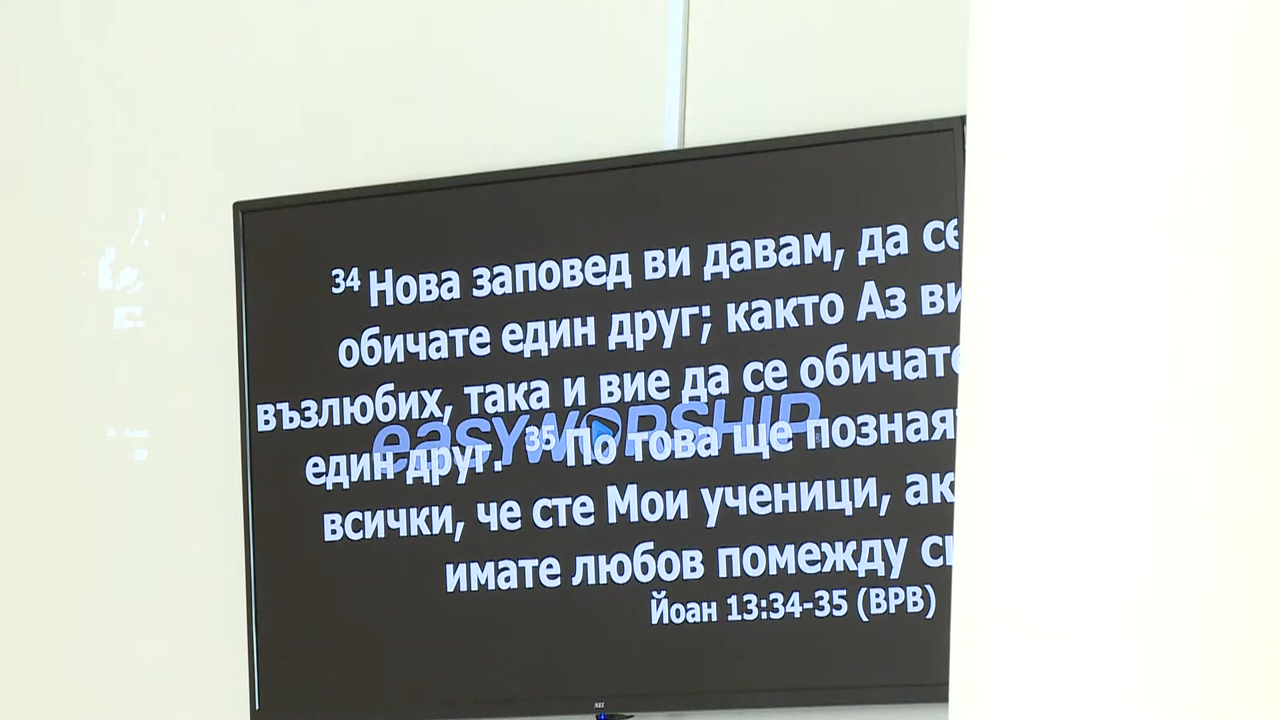 34 Нова заповед ви давам, да се
обичате един друг; както Аз ви
възлюбих, така и вие да се обичате
easyworship
един друг. 35 По това ще познаят
всички, че сте Мои ученици, ак
имате любов помежду си
Йоан 13:34-35 (ВРВ)
NEI